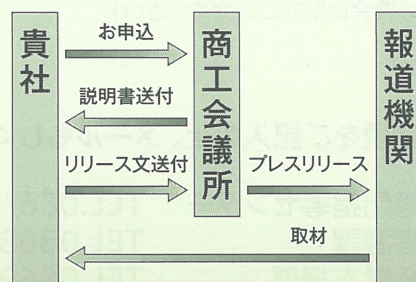 貴社
お申込
商工会議所
報道機関
説明書送付
リリース文送付
プレスリリース
取材